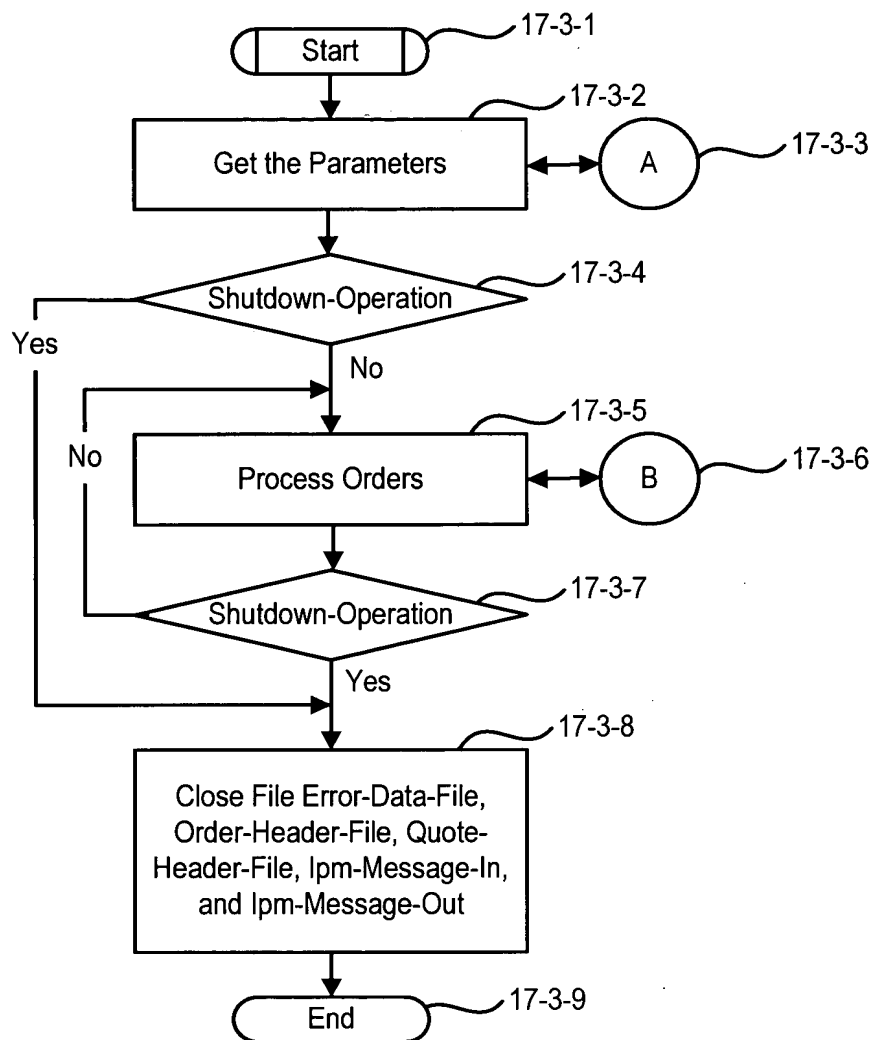 17-3-1
Start
17-3-2
17-3-3
Get the Parameters
A
17-3-4
Shutdown-Operation
Yes
No
17-3-5
No
17-3-6
Process Orders
B
17-3-7
Shutdown-Operation
Yes
17-3-8
Close File Error-Data-File,
Order-Header-File, Quote-
Header-File, Ipm-Message-In,
and Ipm-Message-Out
17-3-9
End